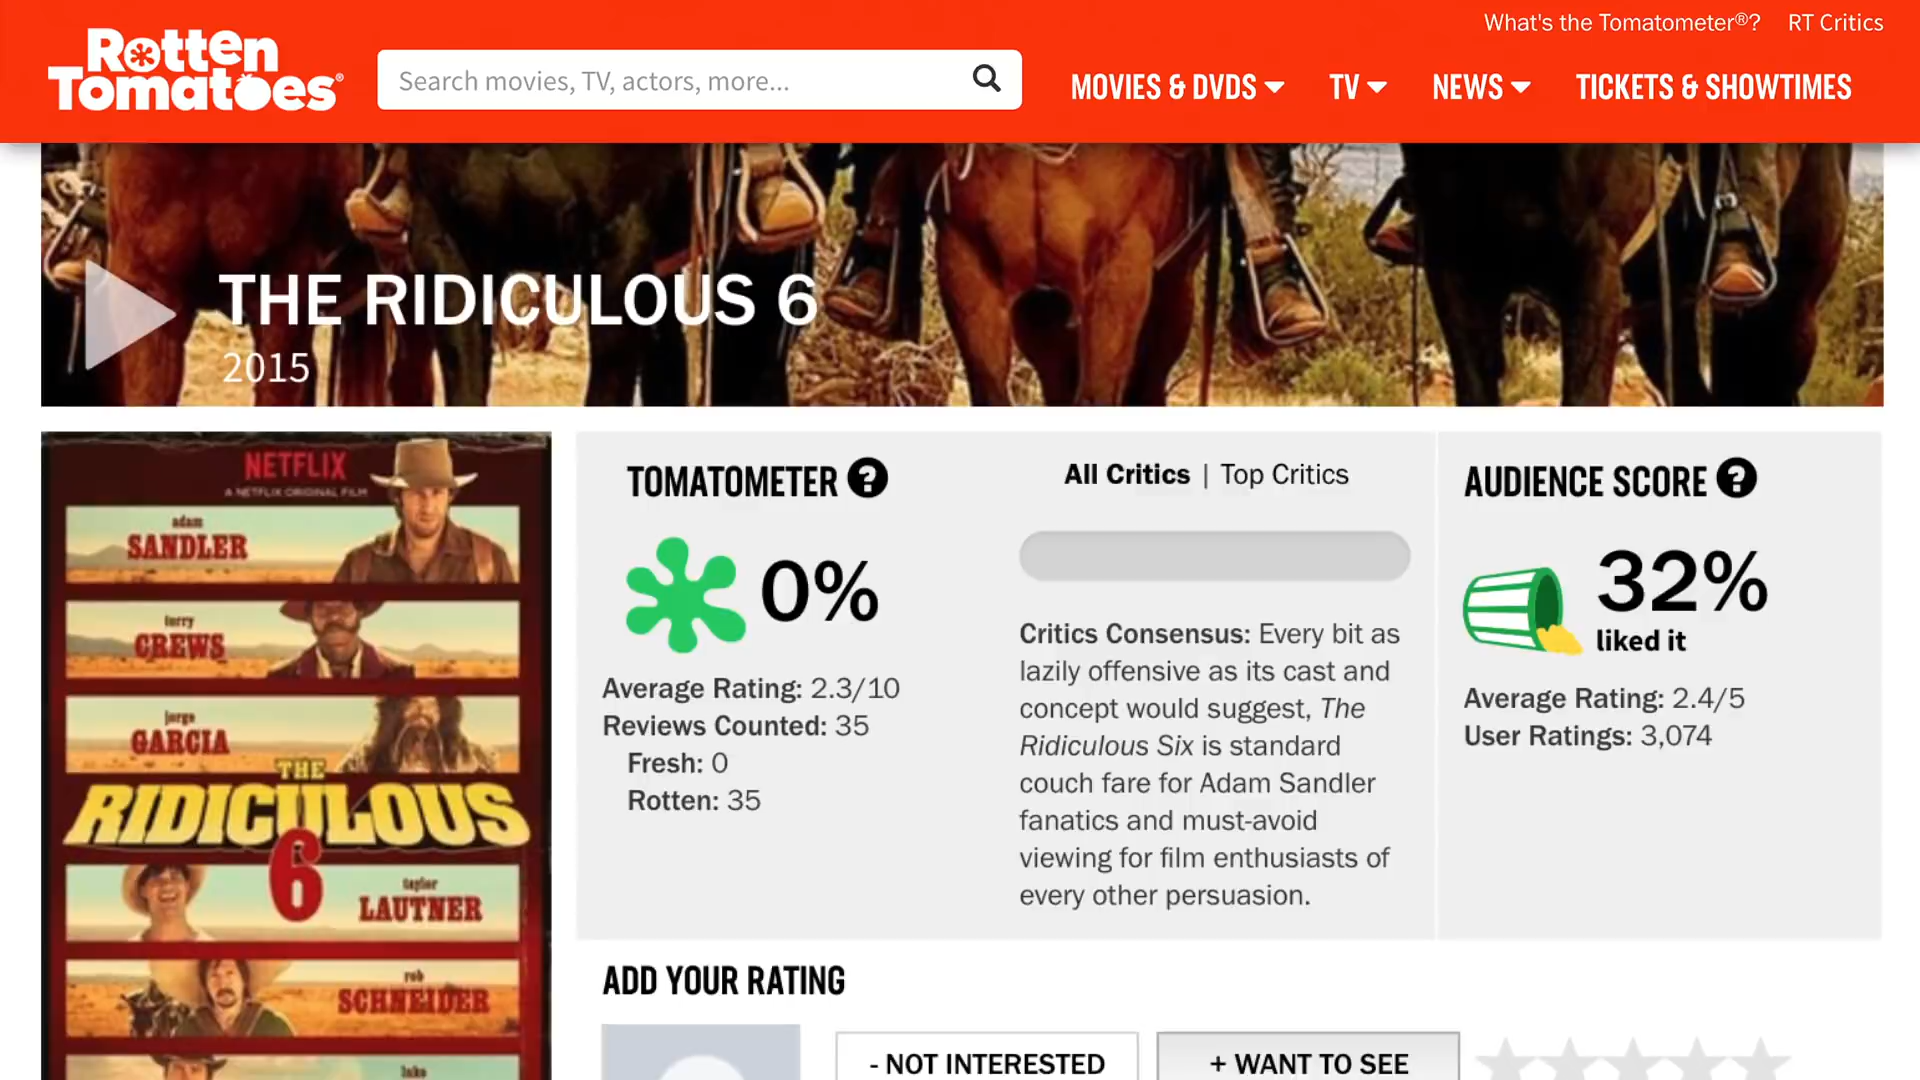 What's the Tomatometer®? RT Critics
Rotten
Tomatoes®
Search movies, TV, actors, more...
MOVIES & DVDS TV NEWS TICKETS & SHOWTIMES
THE RIDICULOUS 6
2015
NETFLIX
A NETFLIX ORIGINAL FILM
adam
SANDLER
terry
CREWS
jorge
GARCIA
THE
RIDICULOUS
6
taylor
LAUTNER
rob
SCHNEIDER
luke
TOMATOMETER ?
0%
Average Rating: 2.3/10
Reviews Counted: 35
Fresh: 0
Rotten: 35
All Critics | Top Critics
Critics Consensus: Every bit as
lazily offensive as its cast and
concept would suggest, The
Ridiculous Six is standard
couch fare for Adam Sandler
fanatics and must-avoid
viewing for film enthusiasts of
every other persuasion.
AUDIENCE SCORE ?
32%
liked it
Average Rating: 2.4/5
User Ratings: 3,074
ADD YOUR RATING
- NOT INTERESTED
+ WANT TO SEE